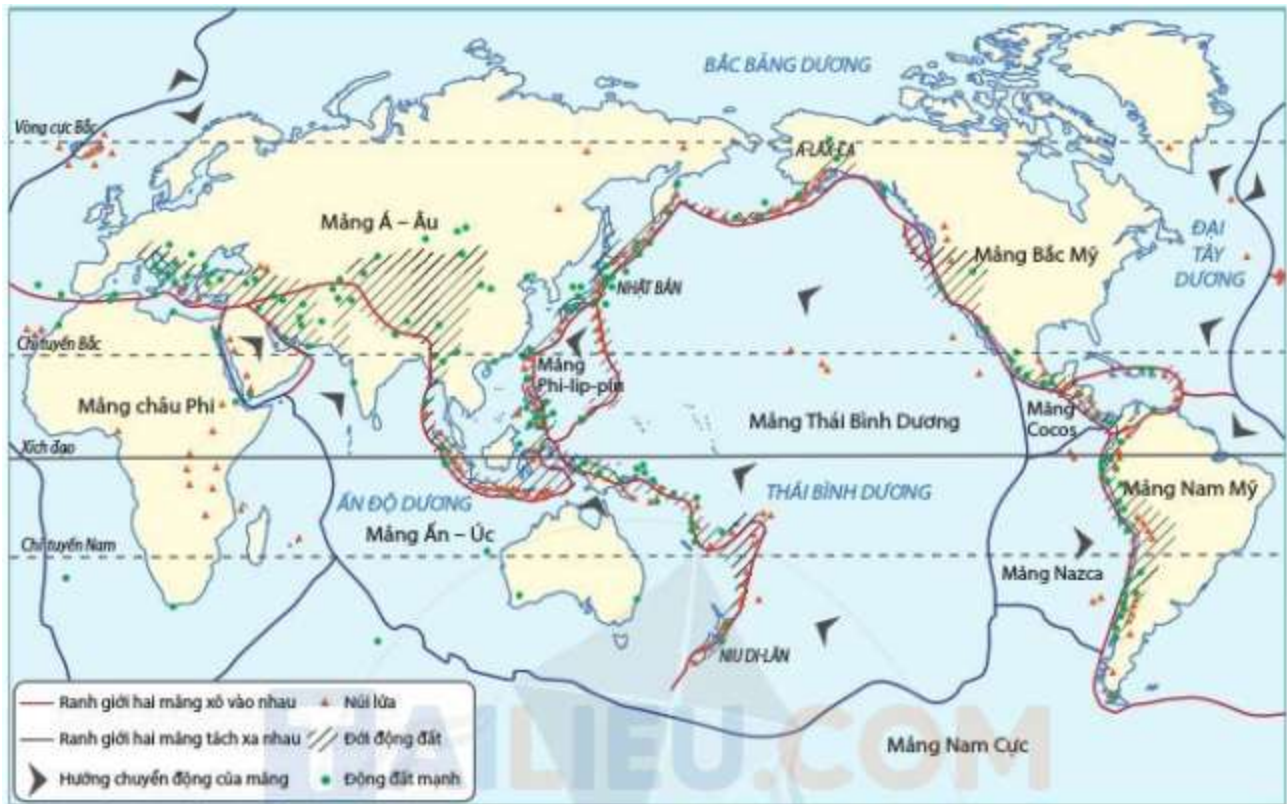 BẮC BĂNG DƯƠNG
Vòng cực Bắc
A-LAX-CA
Mảng Á – Âu
ĐẠI
TÂY
DƯƠNG
Mảng Bắc Mỹ
NHẬT BẢN
Chí tuyến Bắc
Mảng
Phi-lip-pin
Mảng châu Phi
Mảng Thái Bình Dương
Mảng
Cocos
Xích đạo
ẤN ĐỘ DƯƠNG
THÁI BÌNH DƯƠNG
Mảng Nam Mỹ
Mảng Ấn – Úc
Chí tuyến Nam
Mảng Nazca
NIU DI-LÂN
Ranh giới hai mảng xô vào nhau
Núi lửa
Ranh giới hai mảng tách xa nhau
Đới động đất
Hướng chuyển động của mảng
Động đất mạnh
Mảng Nam Cực
TAILIEU.COM